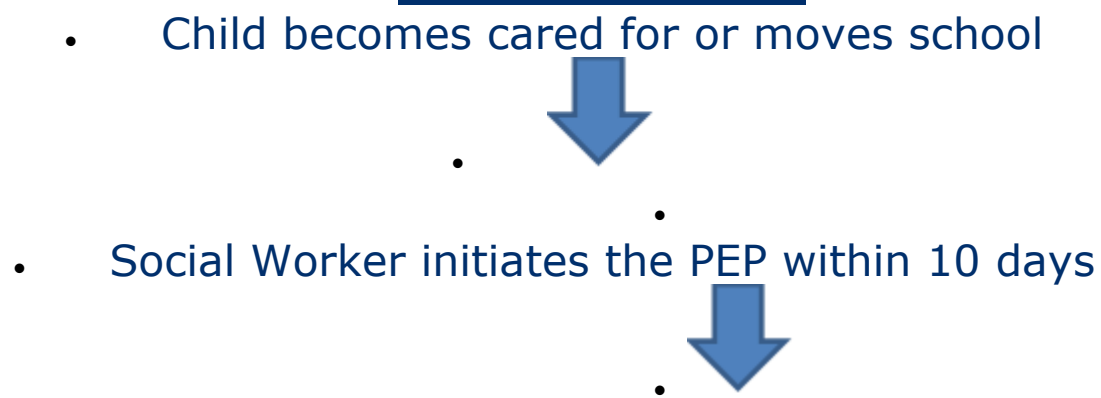 • Child becomes cared for or moves school
•
•
• Social Worker initiates the PEP within 10 days
•